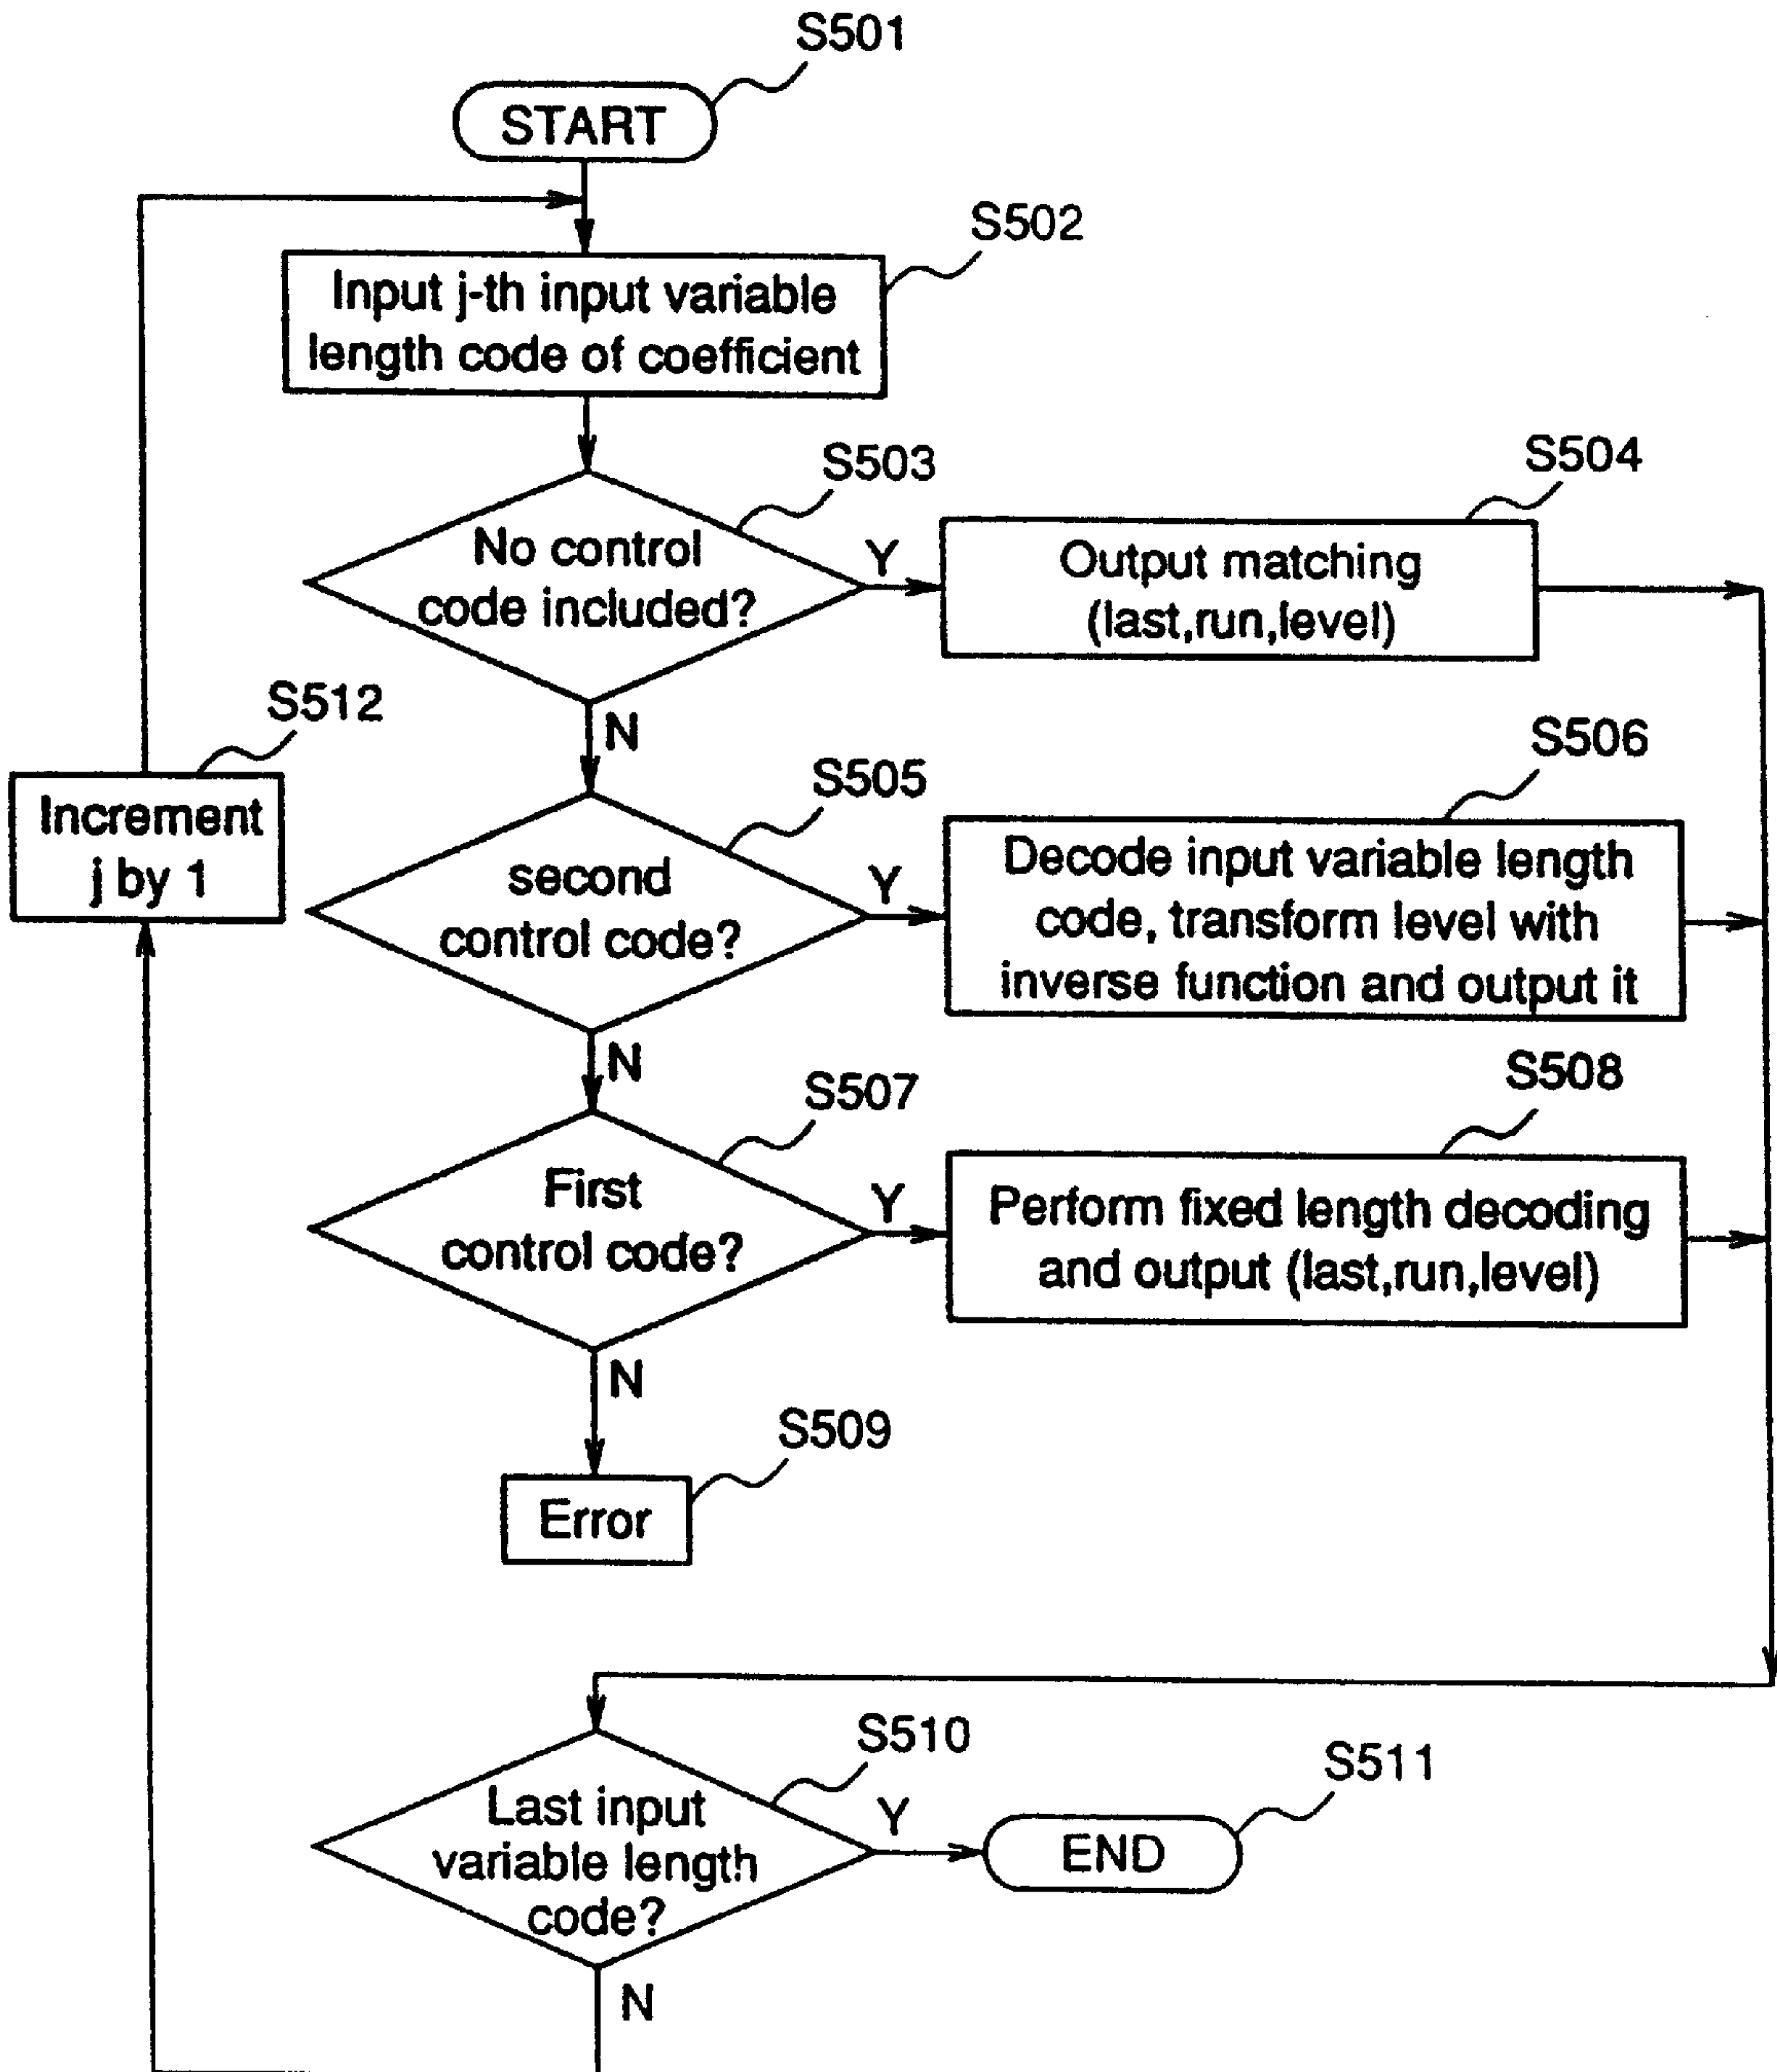 S501
START
S502
Input j-th input variable
length code of coefficient
S503
No control
code included?
Y
S504
Output matching
(last,run,level)
N
S512
Increment
j by 1
S505
second
control code?
Y
S506
Decode input variable length
code, transform level with
inverse function and output it
N
S507
First
control code?
Y
S508
Perform fixed length decoding
and output (last,run,level)
N
S509
Error
S510
Last input
variable length
code?
Y
S511
END
N